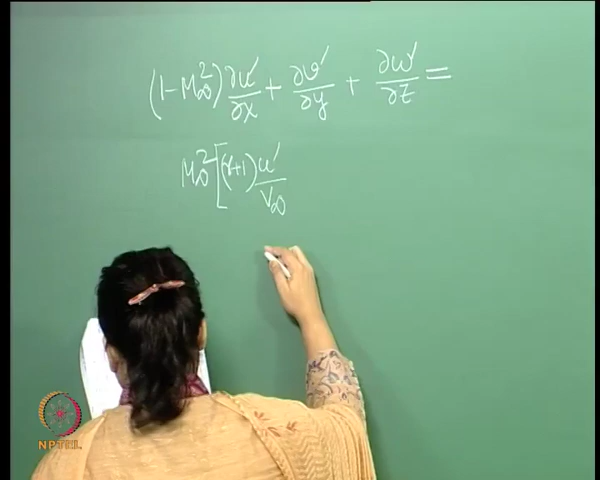 (1-M∞²) ∂u′/∂x + ∂v′/∂y + ∂w′/∂z =
M∞² [(γ+1) u′/V∞
NPTEL